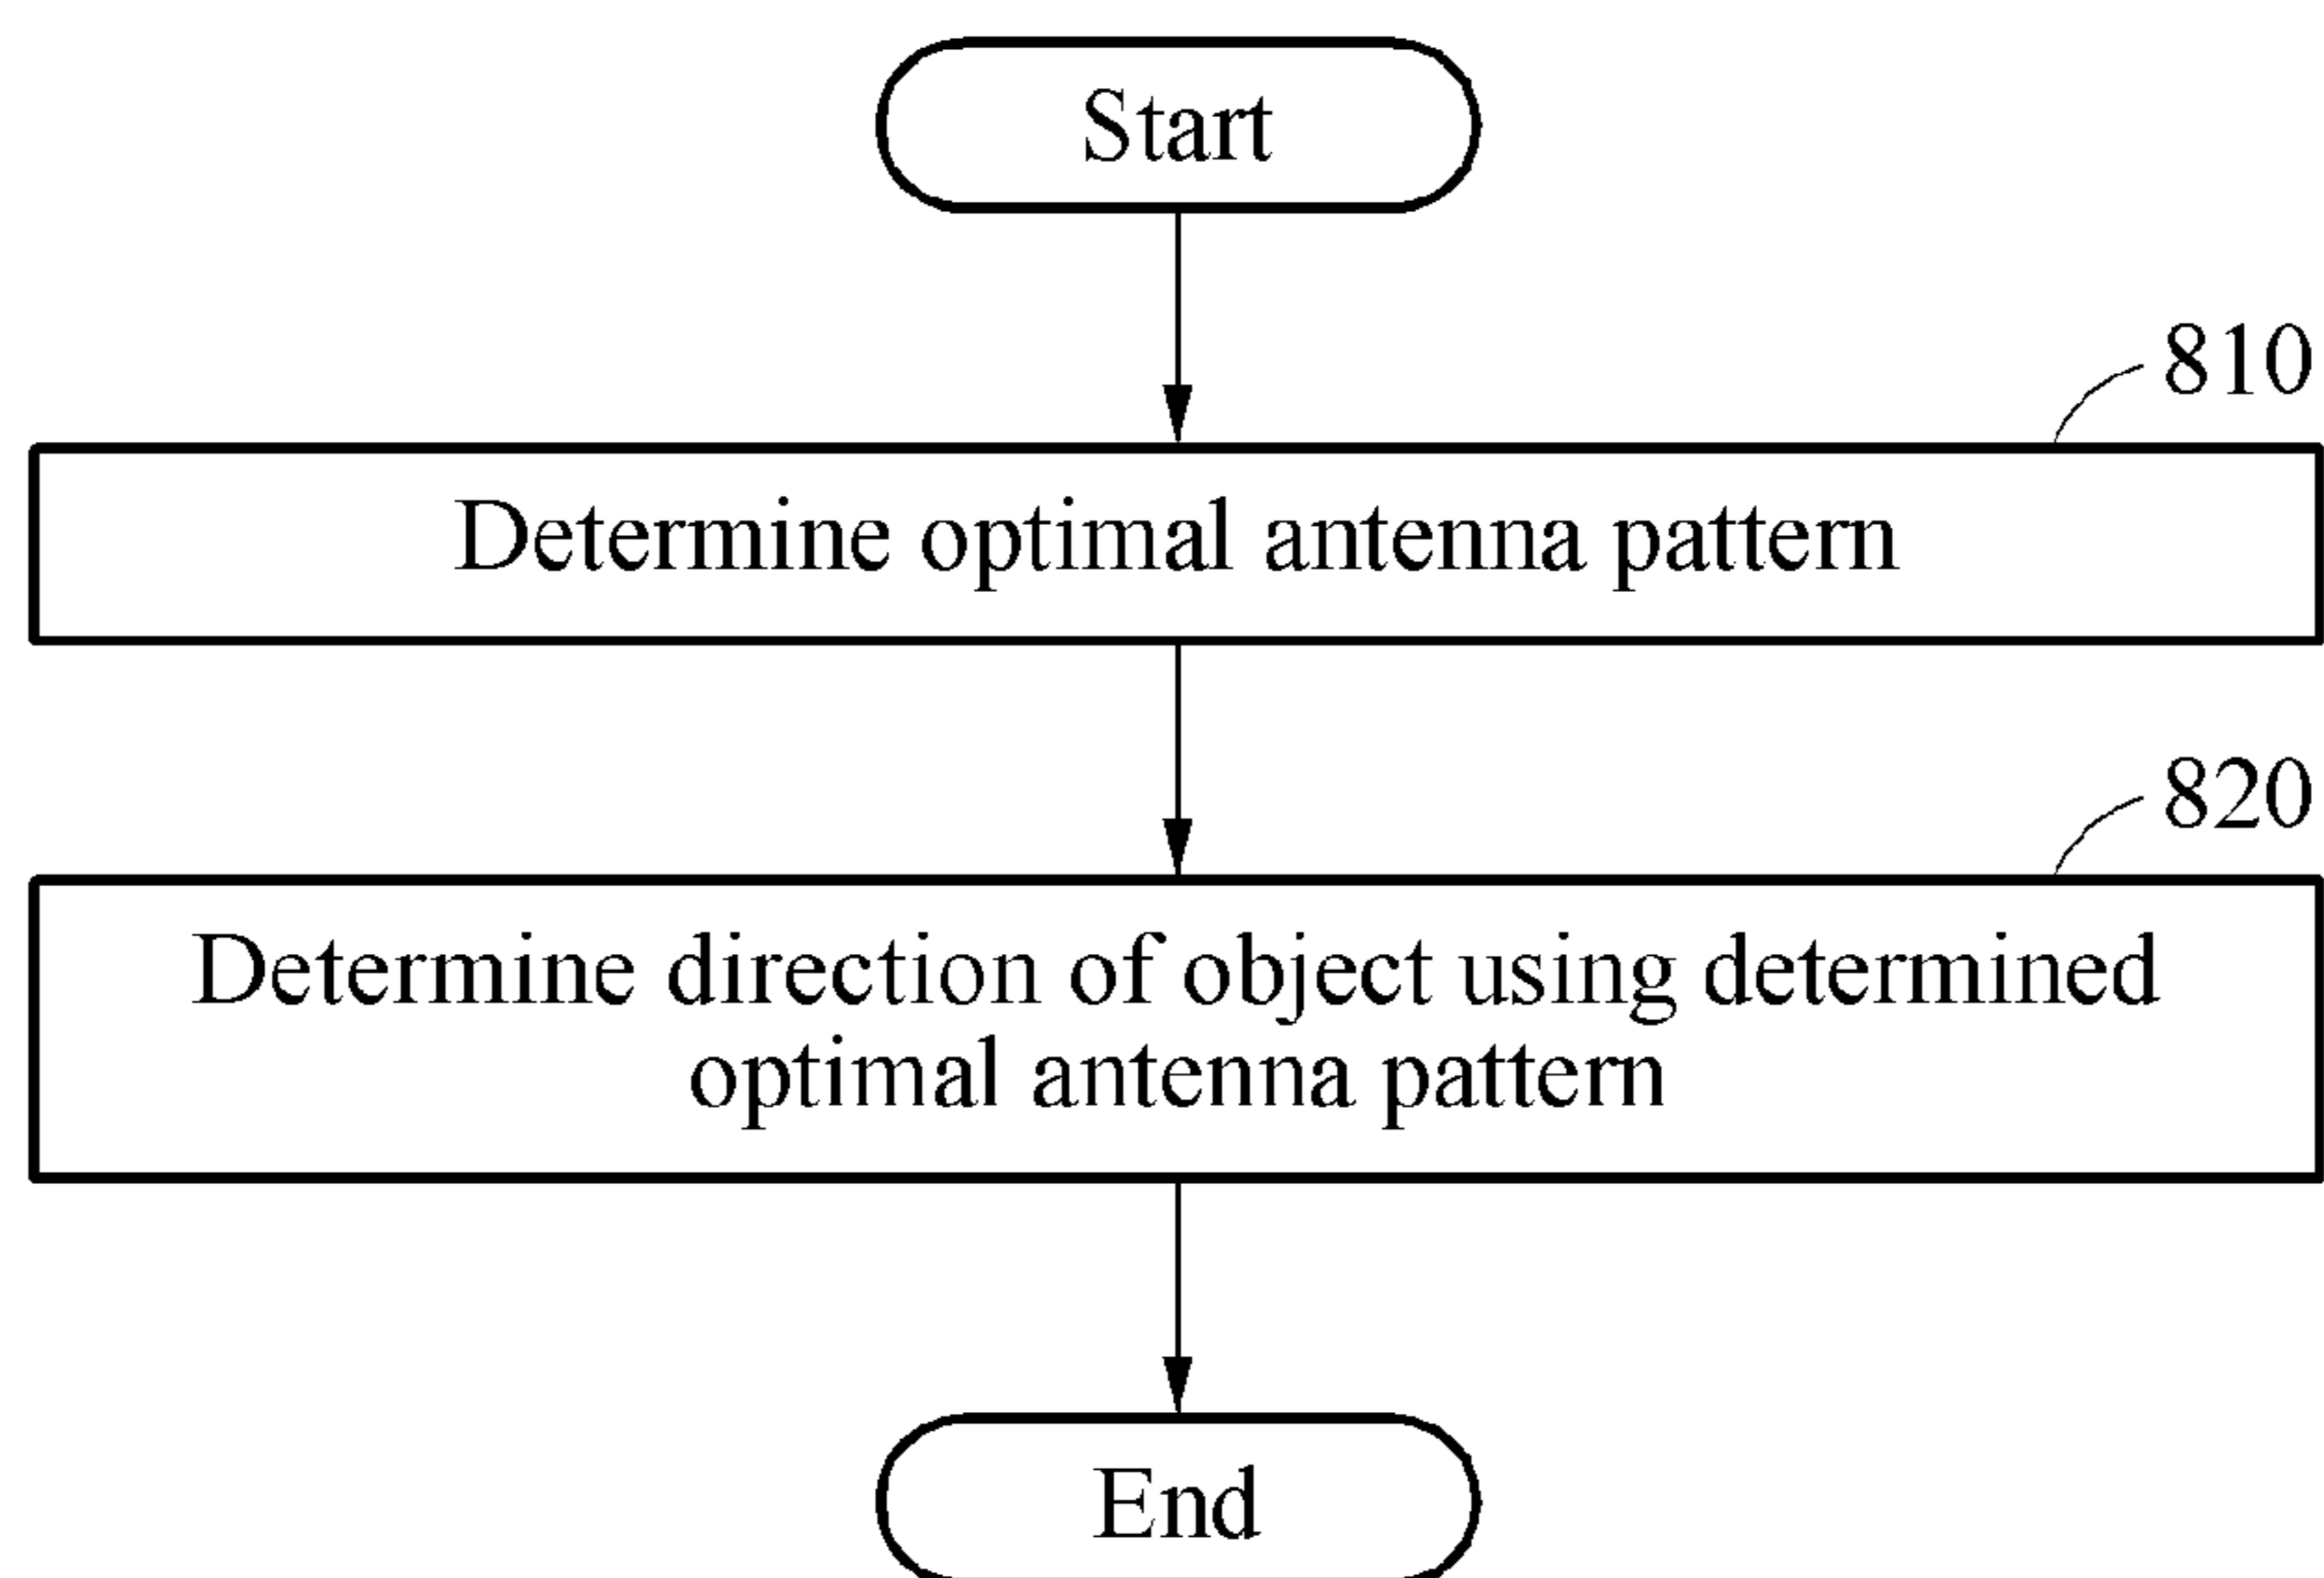 Start
810
Determine optimal antenna pattern
820
Determine direction of object using determined
optimal antenna pattern
End